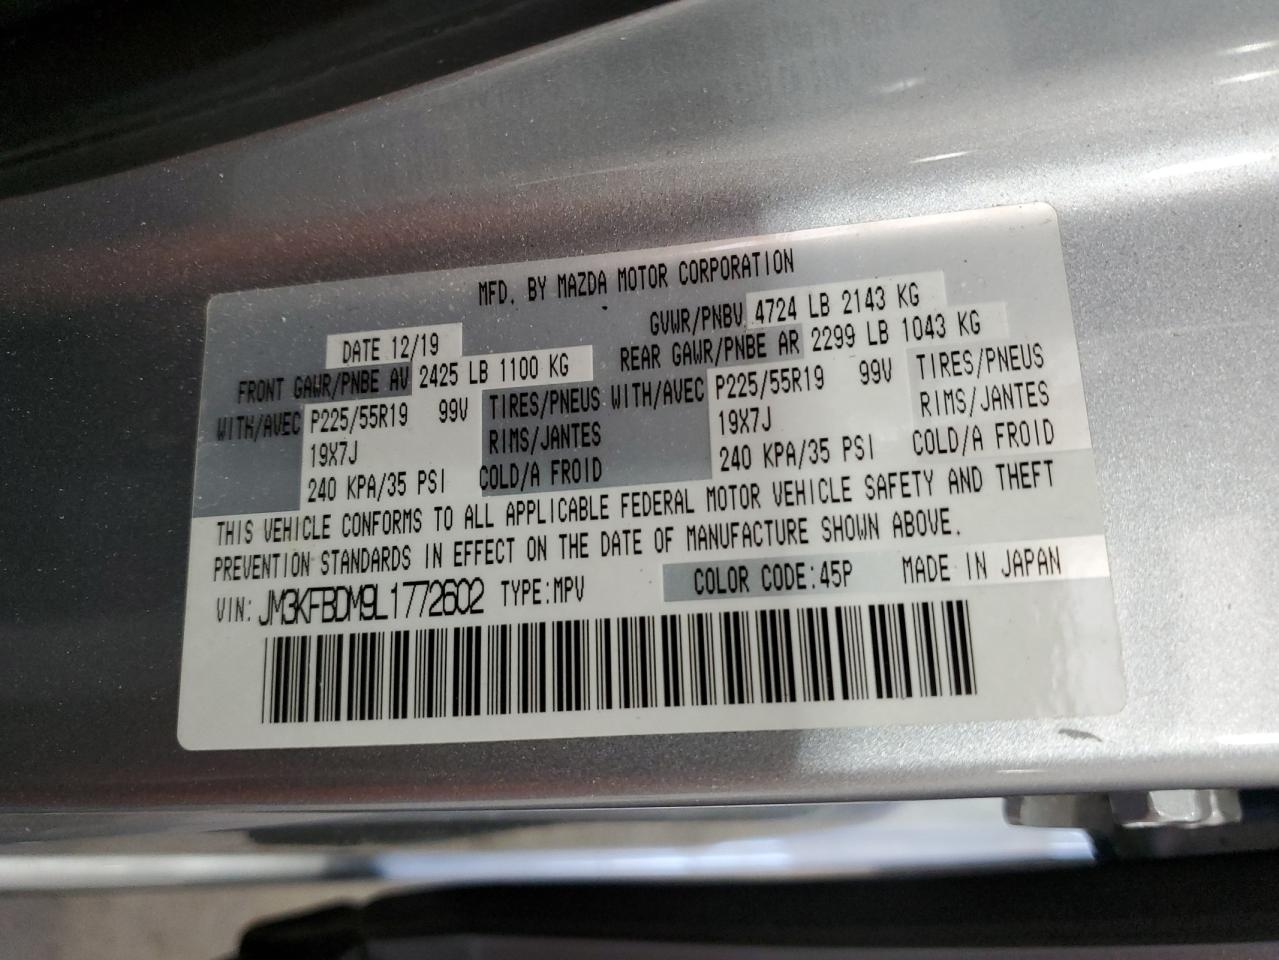 MFD. BY MAZDA MOTOR CORPORATION
DATE 12/19 GVWR/PNBV 4724 LB 2143 KG
FRONT GAWR/PNBE AV 2425 LB 1100 KG REAR GAWR/PNBE AR 2299 LB 1043 KG
WITH/AVEC P225/55R19 99V TIRES/PNEUS WITH/AVEC P225/55R19 99V TIRES/PNEUS
19X7J RIMS/JANTES 19X7J RIMS/JANTES
240 KPA/35 PSI COLD/A FROID 240 KPA/35 PSI COLD/A FROID
THIS VEHICLE CONFORMS TO ALL APPLICABLE FEDERAL MOTOR VEHICLE SAFETY AND THEFT
PREVENTION STANDARDS IN EFFECT ON THE DATE OF MANUFACTURE SHOWN ABOVE.
VIN: JM3KFBDM9L1772602 TYPE:MPV COLOR CODE:45P MADE IN JAPAN